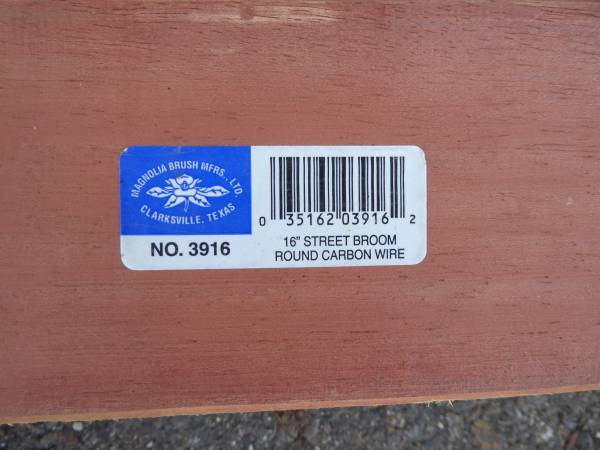 MAGNOLIA BRUSH MFRS., LTD.
CLARKSVILLE, TEXAS
NO. 3916
0 35162 03916 2
16" STREET BROOM
ROUND CARBON WIRE